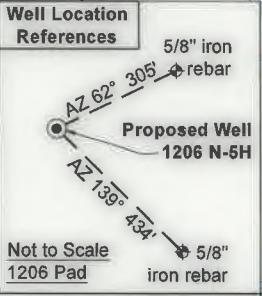 Well Location
References
5/8" iron
rebar
AZ 62° 305'
Proposed Well
1206 N-5H
AZ 139° 434'
Not to Scale
1206 Pad
5/8"
iron rebar